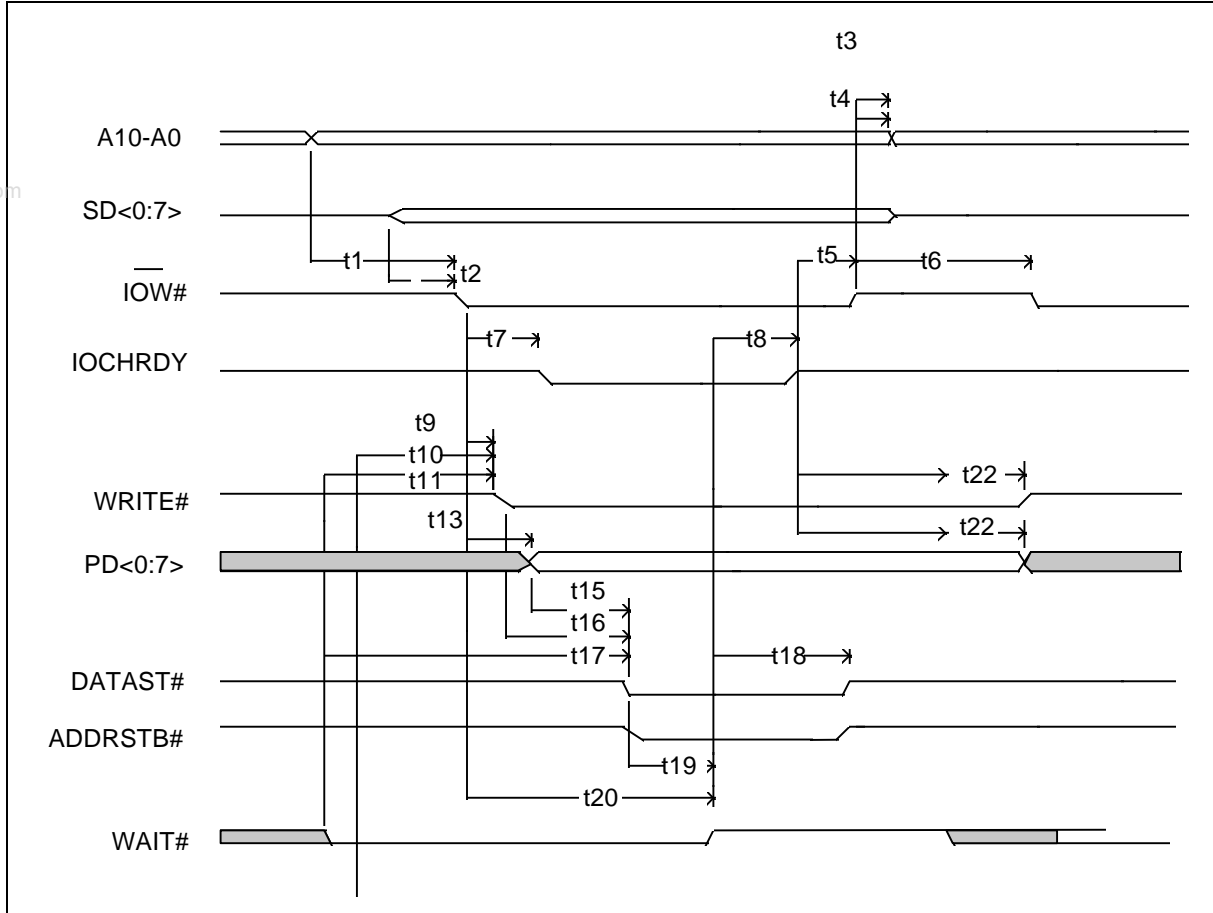 t3
t4
A10-A0
om
SD<0:7>
t1
t2
t5
t6
IOW#
t7
t8
IOCHRDY
t9
t10
t11
t22
WRITE#
t13
t22
PD<0:7>
t15
t16
t17
t18
DATAST#
ADDRSTB#
t19
t20
WAIT#